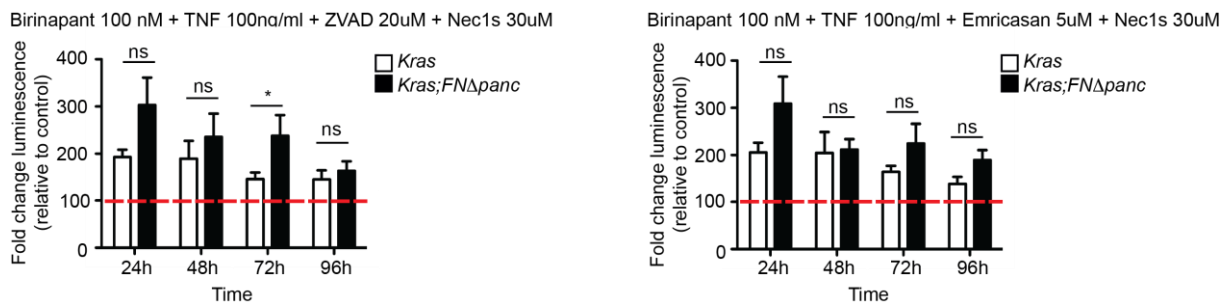 Birinapant 100 nM + TNF 100ng/ml + ZVAD 20uM + Nec1s 30uM
Fold change luminescence
(relative to control)
400
300
200
100
0
ns
ns
*
ns
Kras
Kras;FNΔpanc
24h
48h
72h
96h
Time
Birinapant 100 nM + TNF 100ng/ml + Emricasan 5uM + Nec1s 30uM
Fold change luminescence
(relative to control)
400
300
200
100
0
ns
ns
ns
ns
Kras
Kras;FNΔpanc
24h
48h
72h
96h
Time